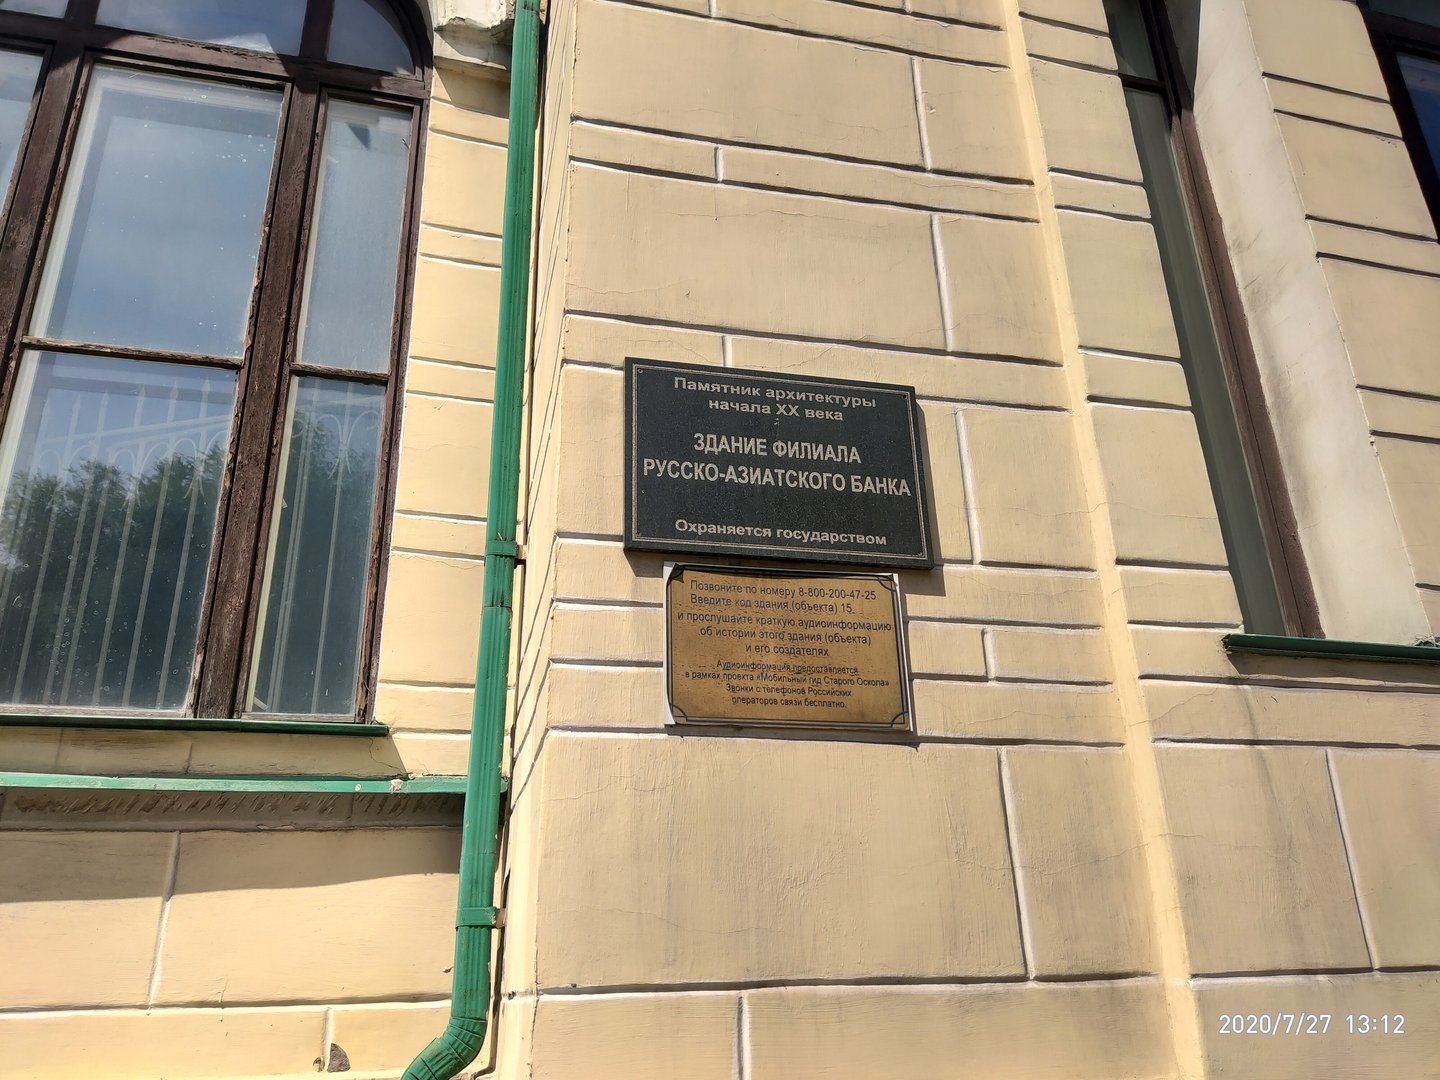 Памятник архитектуры
начала XX века
ЗДАНИЕ ФИЛИАЛА
РУССКО-АЗИАТСКОГО БАНКА
Охраняется государством
Позвоните по номеру 8-800-200-47-25
Введите код здания (объекта) 15
и прослушайте краткую аудиоинформацию
об истории этого здания (объекта)
и его создателях
Аудиоинформация предоставляется
в рамках проекта «Мобильный гид Старого Оскола»
Звонки с телефонов Российских
операторов связи бесплатно.
2020/7/27 13:12